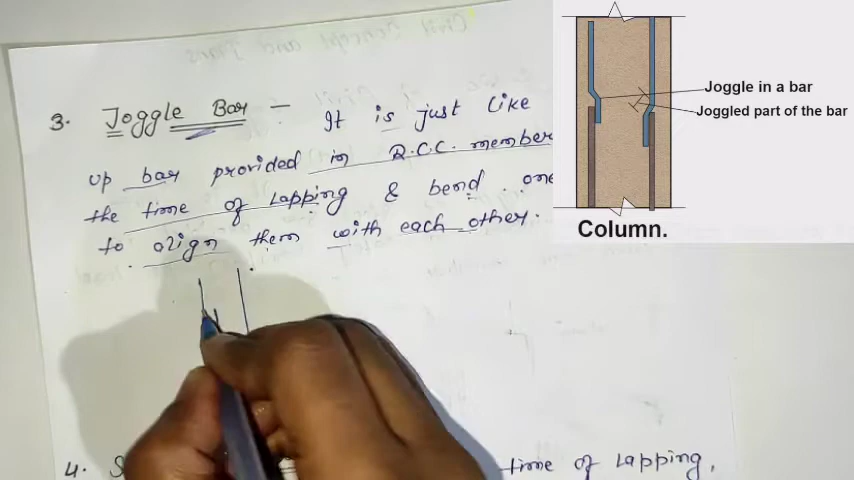 3. Joggle Bar - It is just like
up bar provided in R.C.C. member
the time of Lapping & bend one
to align them with each other.
4. S
time of Lapping,
Joggle in a bar
Joggled part of the bar
Column.